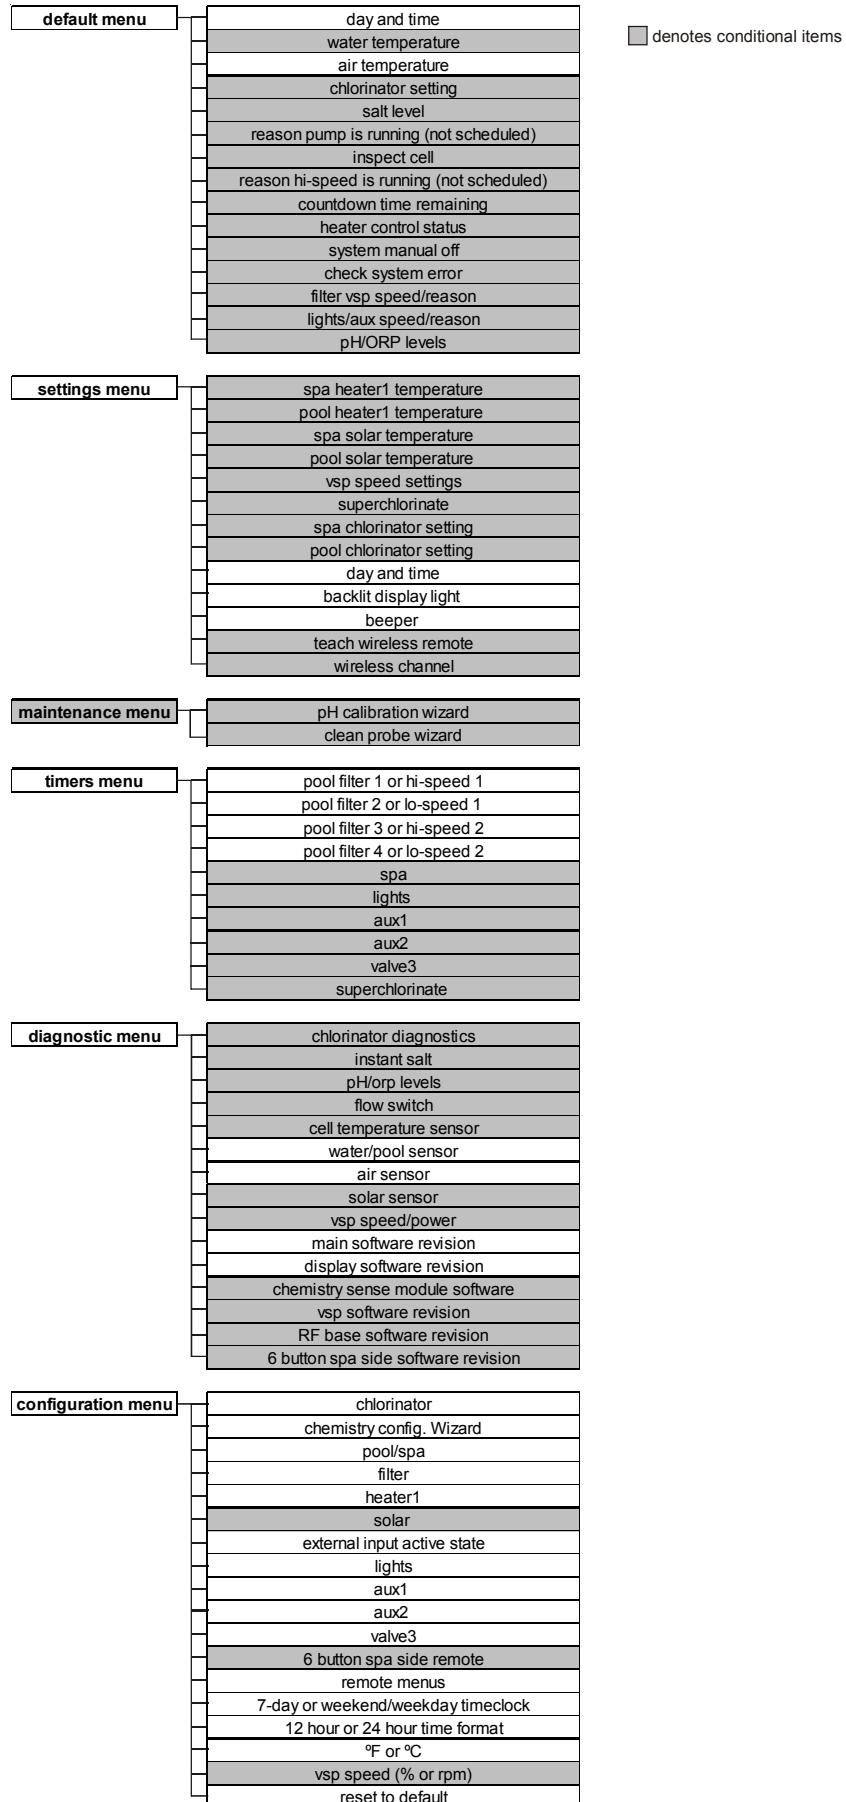 default menu
day and time
denotes conditional items
water temperature
air temperature
chlorinator setting
salt level
reason pump is running (not scheduled)
inspect cell
reason hi-speed is running (not scheduled)
countdown time remaining
heater control status
system manual off
check system error
filter vsp speed/reason
lights/aux speed/reason
pH/ORP levels
settings menu
spa heater1 temperature
pool heater1 temperature
spa solar temperature
pool solar temperature
vsp speed settings
superchlorinate
spa chlorinator setting
pool chlorinator setting
day and time
backlit display light
beeper
teach wireless remote
wireless channel
maintenance menu
pH calibration wizard
clean probe wizard
timers menu
pool filter 1 or hi-speed 1
pool filter 2 or lo-speed 1
pool filter 3 or hi-speed 2
pool filter 4 or lo-speed 2
spa
lights
aux1
aux2
valve3
superchlorinate
diagnostic menu
chlorinator diagnostics
instant salt
pH/orp levels
flow switch
cell temperature sensor
water/pool sensor
air sensor
solar sensor
vsp speed/power
main software revision
display software revision
chemistry sense module software
vsp software revision
RF base software revision
6 button spa side software revision
configuration menu
chlorinator
chemistry config. Wizard
pool/spa
filter
heater1
solar
external input active state
lights
aux1
aux2
valve3
6 button spa side remote
remote menus
7-day or weekend/weekday timeclock
12 hour or 24 hour time format
ºF or ºC
vsp speed (% or rpm)
reset to default